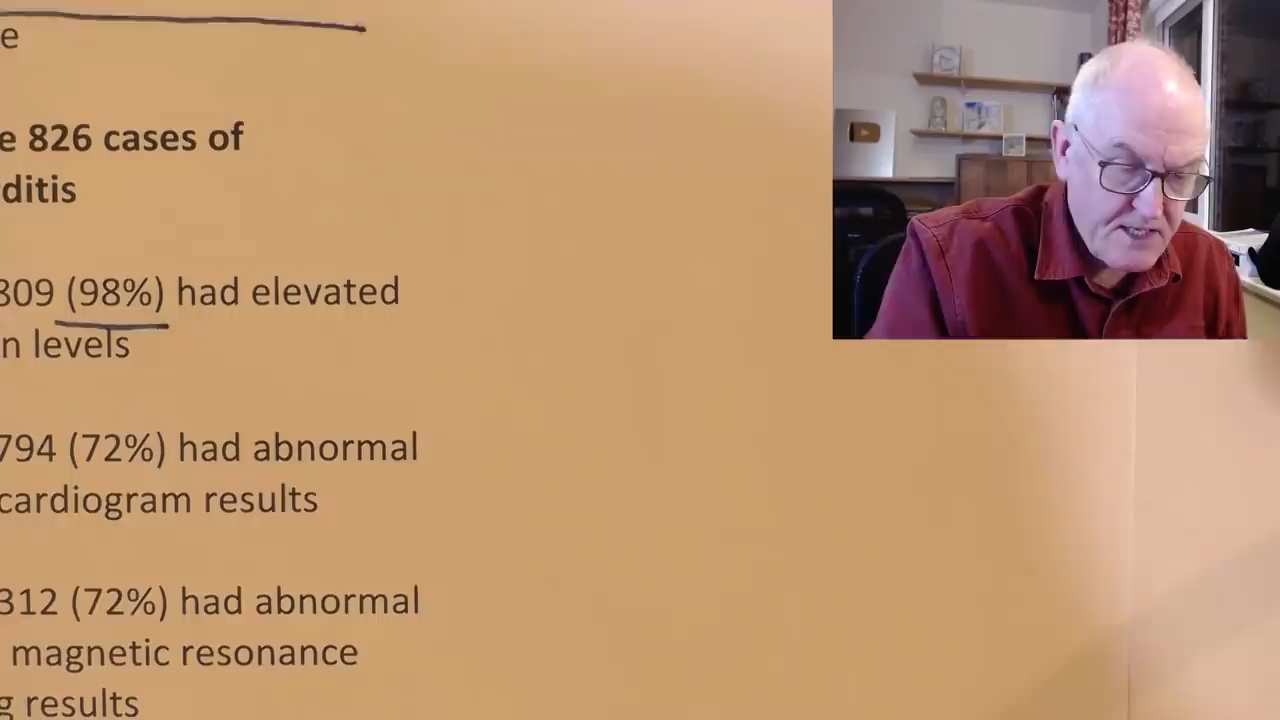 e
e 826 cases of
ditis
809 (98%) had elevated
n levels
794 (72%) had abnormal
cardiogram results
312 (72%) had abnormal
magnetic resonance
g results